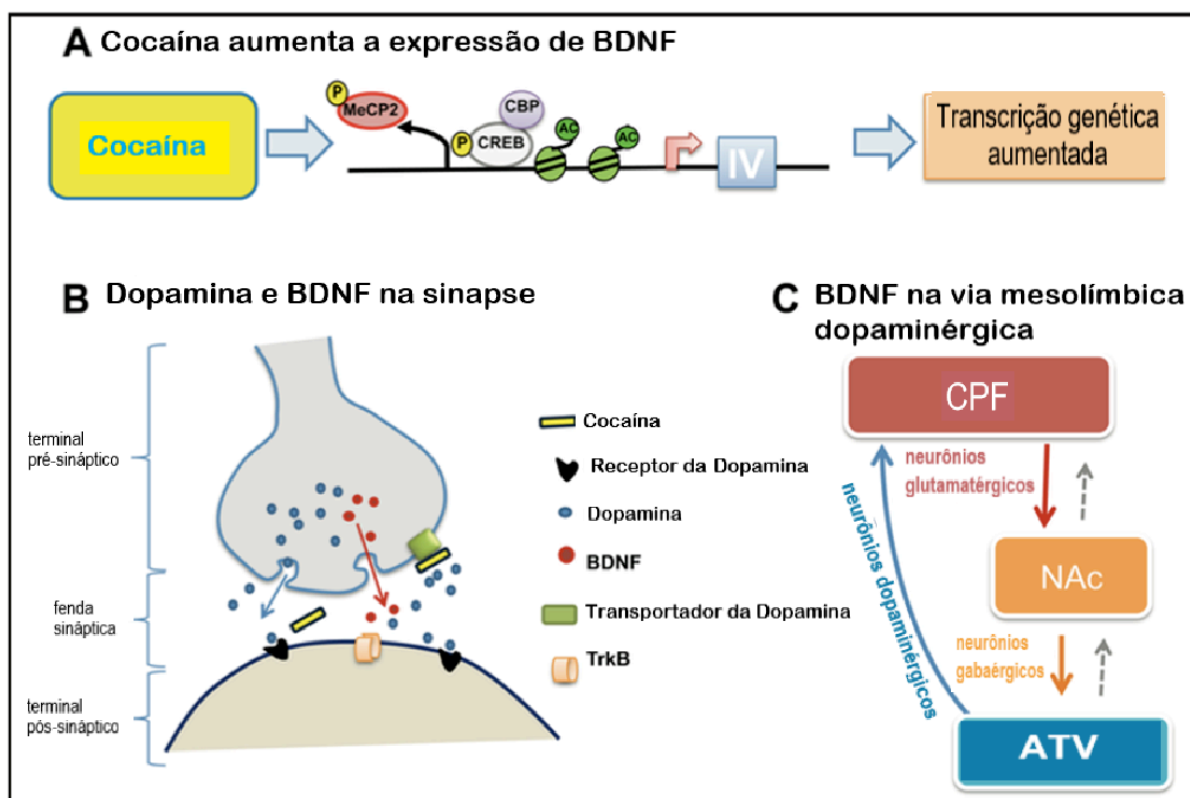 A Cocaína aumenta a expressão de BDNF
Cocaína
P
MeCP2
P
CREB
CBP
AC
AC
IV
Transcrição genética
aumentada
B Dopamina e BDNF na sinapse
terminal
pré-sináptico
fenda
sináptica
terminal
pós-sináptico
Cocaína
Receptor da Dopamina
Dopamina
BDNF
Transportador da Dopamina
TrkB
C BDNF na via mesolímbica
dopaminérgica
CPF
neurônios
glutamatérgicos
neurônios dopaminérgicos
NAc
neurônios
gabaérgicos
ATV